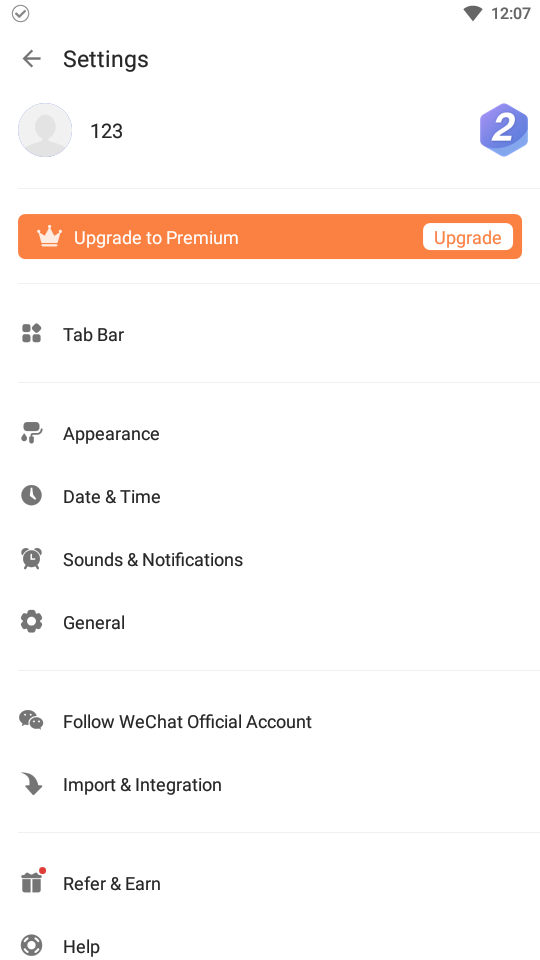 12:07
Settings
123
2
Upgrade to Premium
Upgrade
Tab Bar
Appearance
Date & Time
Sounds & Notifications
General
Follow WeChat Official Account
Import & Integration
Refer & Earn
Help